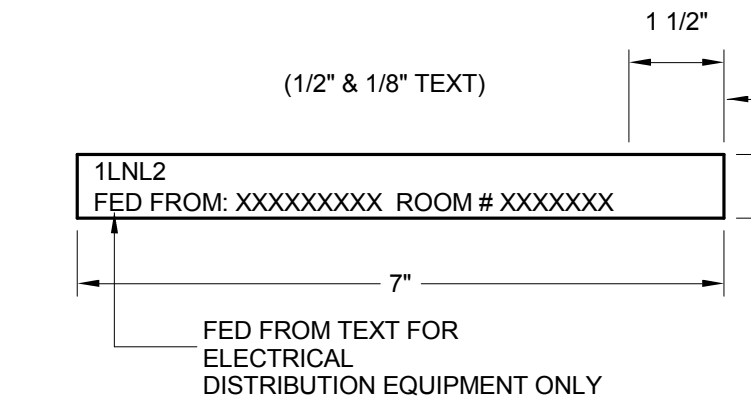 1 1/2"
(1/2" & 1/8" TEXT)
1LNL2
FED FROM: XXXXXXXXX ROOM # XXXXXXX
7"
FED FROM TEXT FOR
ELECTRICAL
DISTRIBUTION EQUIPMENT ONLY